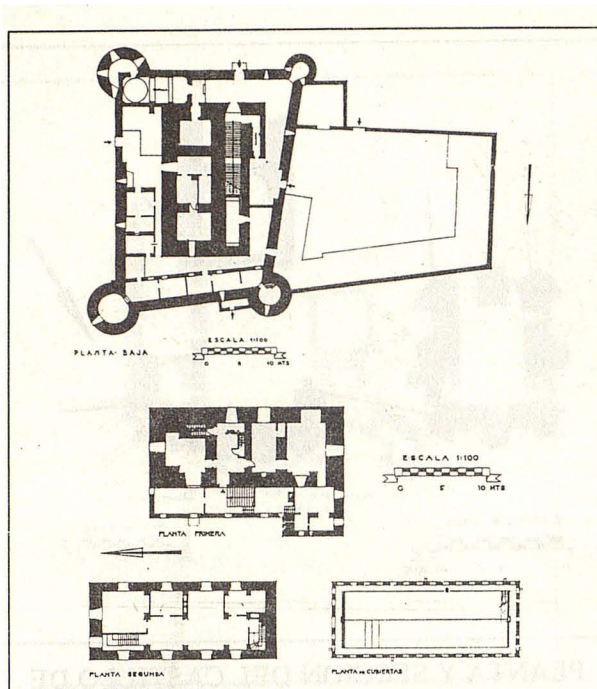 PLANTA-BAJA
ESCALA 1:100
0 5 10 MTS
ESCALA 1:100
0 5 10 MTS
PLANTA PRIMERA
PLANTA SEGUNDA
PLANTA DE CUBIERTAS
PLANTA Y SECCION DEL CASTILLO DE